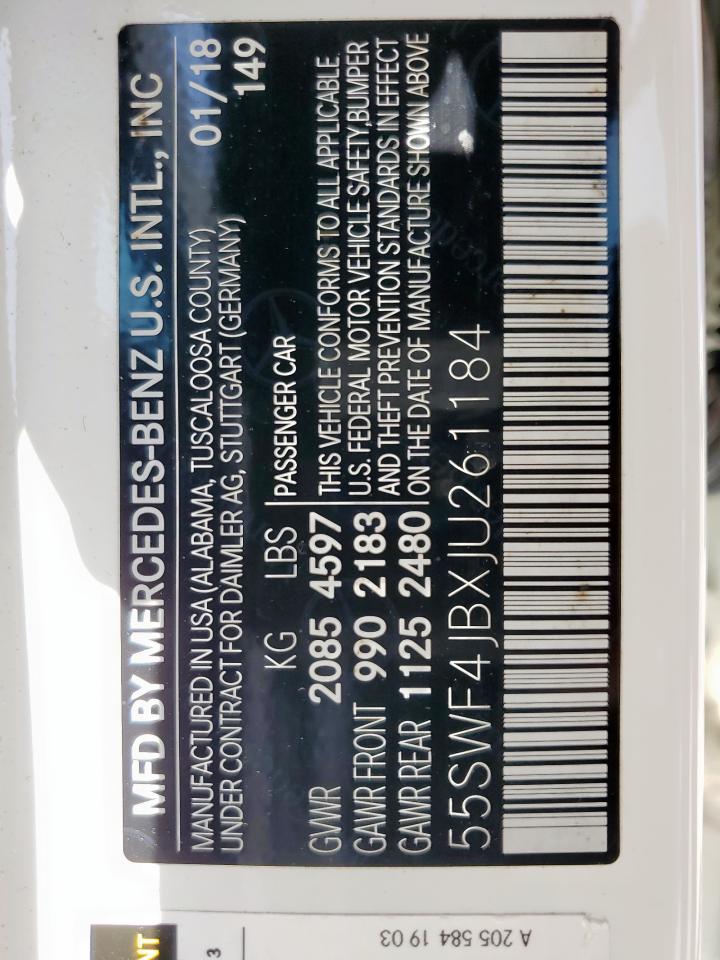 MFD BY MERCEDES-BENZ U.S. INTL., INC
MANUFACTURED IN USA (ALABAMA, TUSCALOOSA COUNTY) 01/18
UNDER CONTRACT FOR DAIMLER AG, STUTTGART (GERMANY) 149
KG LBS PASSENGER CAR
GVWR 2085 4597 THIS VEHICLE CONFORMS TO ALL APPLICABLE
GAWR FRONT 990 2183 U.S. FEDERAL MOTOR VEHICLE SAFETY,BUMPER
AND THEFT PREVENTION STANDARDS IN EFFECT
GAWR REAR 1125 2480 ON THE DATE OF MANUFACTURE SHOWN ABOVE
55SWF4JBXJU261184
NT
3
A 205 584 19 03